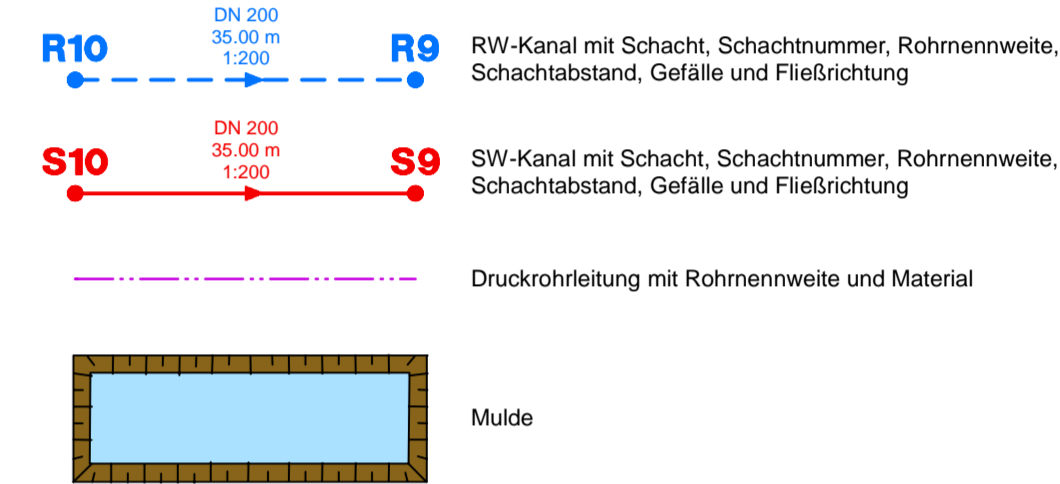 DN 200
35.00 m
1:200
R10
R9
RW-Kanal mit Schacht, Schachtnummer, Rohrnennweite,
Schachtabstand, Gefälle und Fließrichtung
DN 200
35.00 m
1:200
S10
S9
SW-Kanal mit Schacht, Schachtnummer, Rohrnennweite,
Schachtabstand, Gefälle und Fließrichtung
Druckrohrleitung mit Rohrnennweite und Material
Mulde